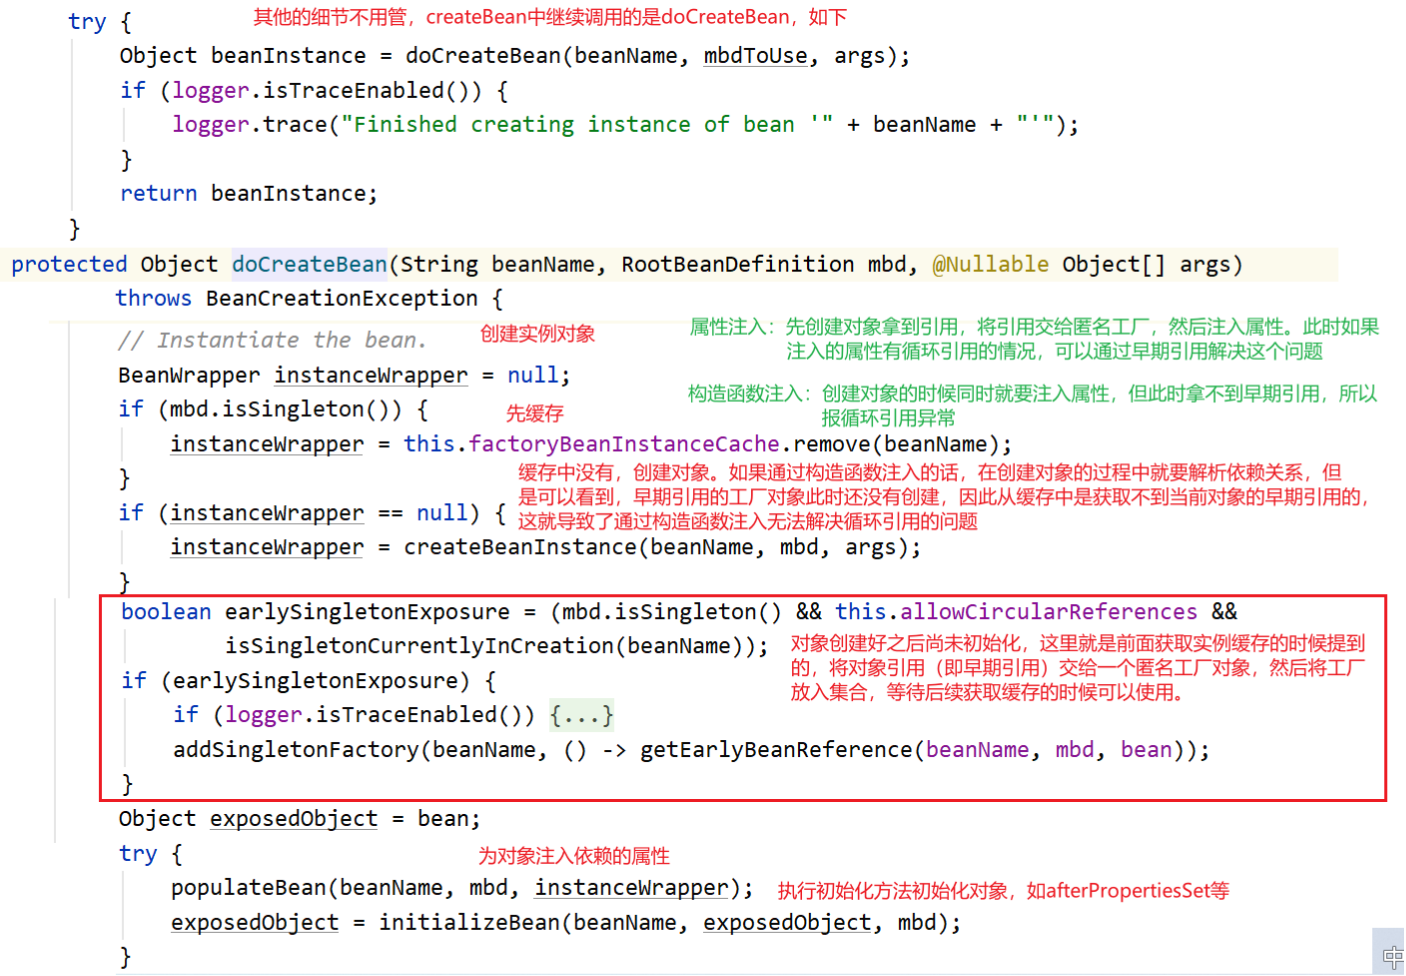 try {
其他的细节不用管，createBean中继续调用的是doCreateBean，如下
Object beanInstance = doCreateBean(beanName, mbdToUse, args);
if (logger.isTraceEnabled()) {
logger.trace("Finished creating instance of bean '" + beanName + "'");
}
return beanInstance;
}
protected Object doCreateBean(String beanName, RootBeanDefinition mbd, @Nullable Object[] args)
throws BeanCreationException {
// Instantiate the bean.
创建实例对象
属性注入：先创建对象拿到引用，将引用交给匿名工厂，然后注入属性。此时如果
注入的属性有循环引用的情况，可以通过早期引用解决这个问题
BeanWrapper instanceWrapper = null;
构造函数注入：创建对象的时候同时就要注入属性，但此时拿不到早期引用，所以
报循环引用异常
if (mbd.isSingleton()) {
先缓存
instanceWrapper = this.factoryBeanInstanceCache.remove(beanName);
}
缓存中没有，创建对象。如果通过构造函数注入的话，在创建对象的过程中就要解析依赖关系，但
是可以看到，早期引用的工厂对象此时还没有创建，因此从缓存中是获取不到当前对象的早期引用的，
这就导致了通过构造函数注入无法解决循环引用的问题
if (instanceWrapper == null) {
instanceWrapper = createBeanInstance(beanName, mbd, args);
}
boolean earlySingletonExposure = (mbd.isSingleton() && this.allowCircularReferences &&
isSingletonCurrentlyInCreation(beanName));
对象创建好之后尚未初始化，这里就是前面获取实例缓存的时候提到
的，将对象引用（即早期引用）交给一个匿名工厂对象，然后将工厂
放入集合，等待后续获取缓存的时候可以使用。
if (earlySingletonExposure) {
if (logger.isTraceEnabled()) {...}
addSingletonFactory(beanName, () -> getEarlyBeanReference(beanName, mbd, bean));
}
Object exposedObject = bean;
try {
为对象注入依赖的属性
populateBean(beanName, mbd, instanceWrapper);
执行初始化方法初始化对象，如afterPropertiesSet等
exposedObject = initializeBean(beanName, exposedObject, mbd);
}
中